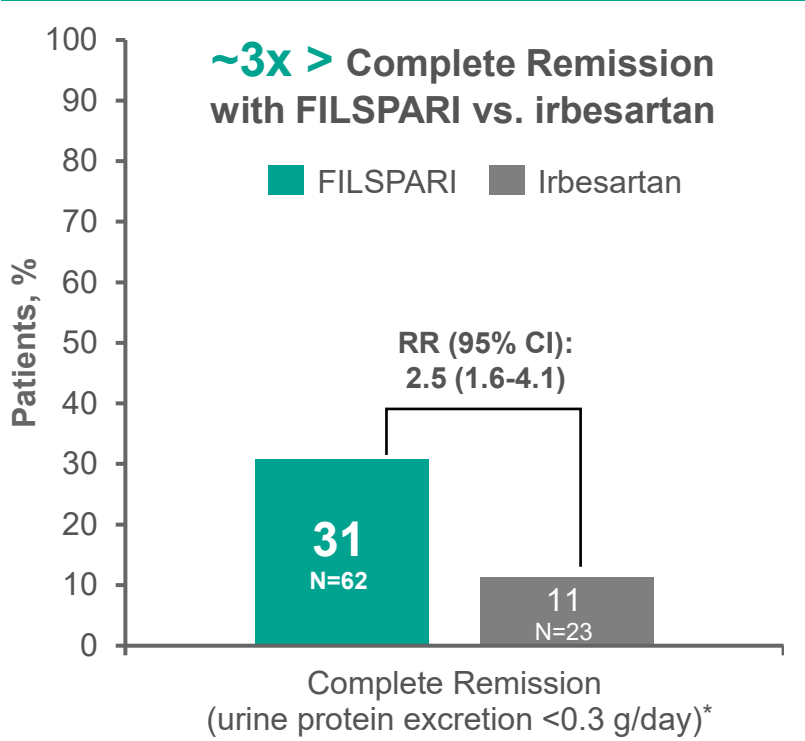 ~3x > Complete Remission
with FILSPARI vs. irbesartan
FILSPARI
Irbesartan
Patients, %
100
90
80
70
60
50
40
30
20
10
0
RR (95% CI):
2.5 (1.6-4.1)
31
N=62
11
N=23
Complete Remission
(urine protein excretion <0.3 g/day)*